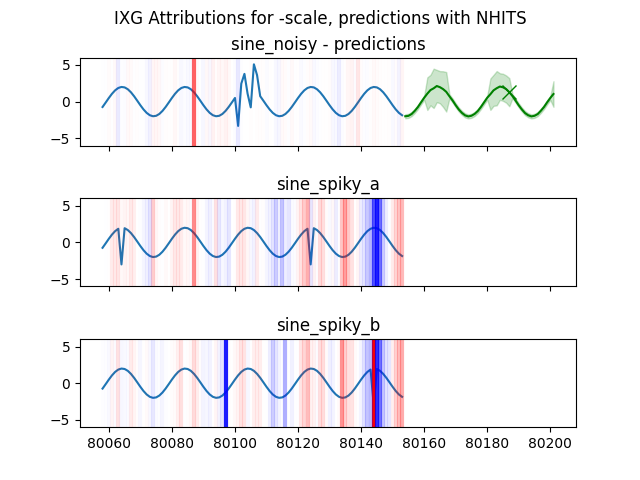 IXG Attributions for -scale, predictions with NHITS
sine_noisy - predictions
5
0
−5
sine_spiky_a
5
0
−5
sine_spiky_b
5
0
−5
80060 80080 80100 80120 80140 80160 80180 80200